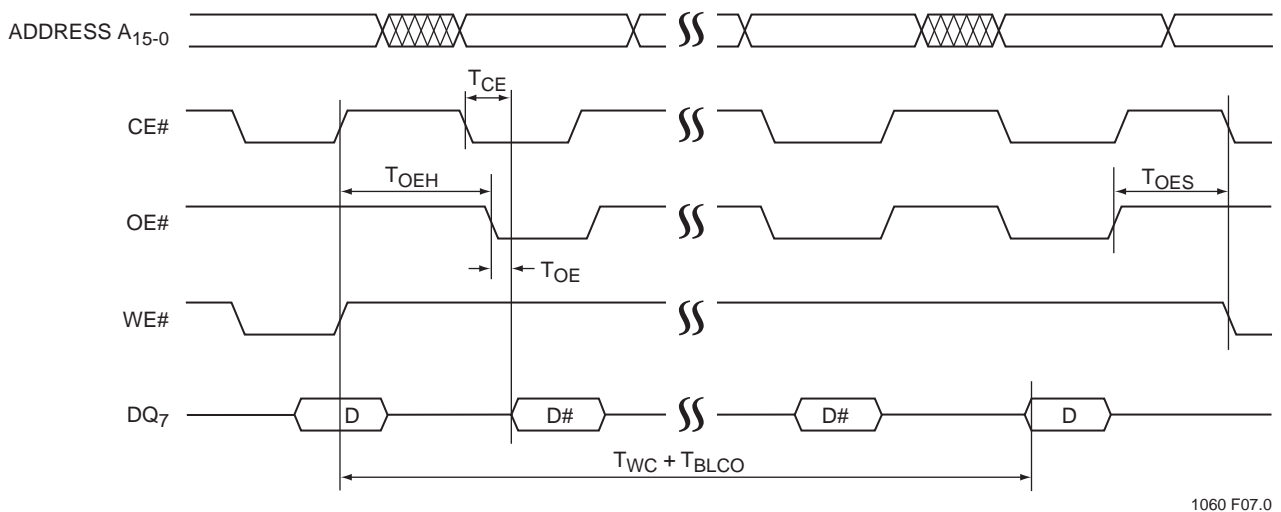 ADDRESS A15-0
TCE
CE#
TOEH
TOES
OE#
TOE
WE#
DQ7
D
D#
D#
D
TWC + TBLCO
1060 F07.0